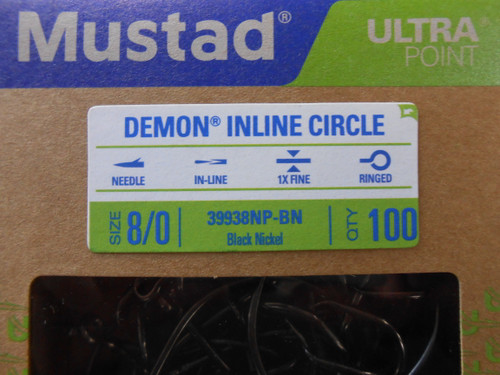 Mustad® ULTRA
POINT
DEMON® INLINE CIRCLE
NEEDLE IN-LINE 1X FINE RINGED
SIZE 8/0 39938NP-BN QTY 100
Black Nickel